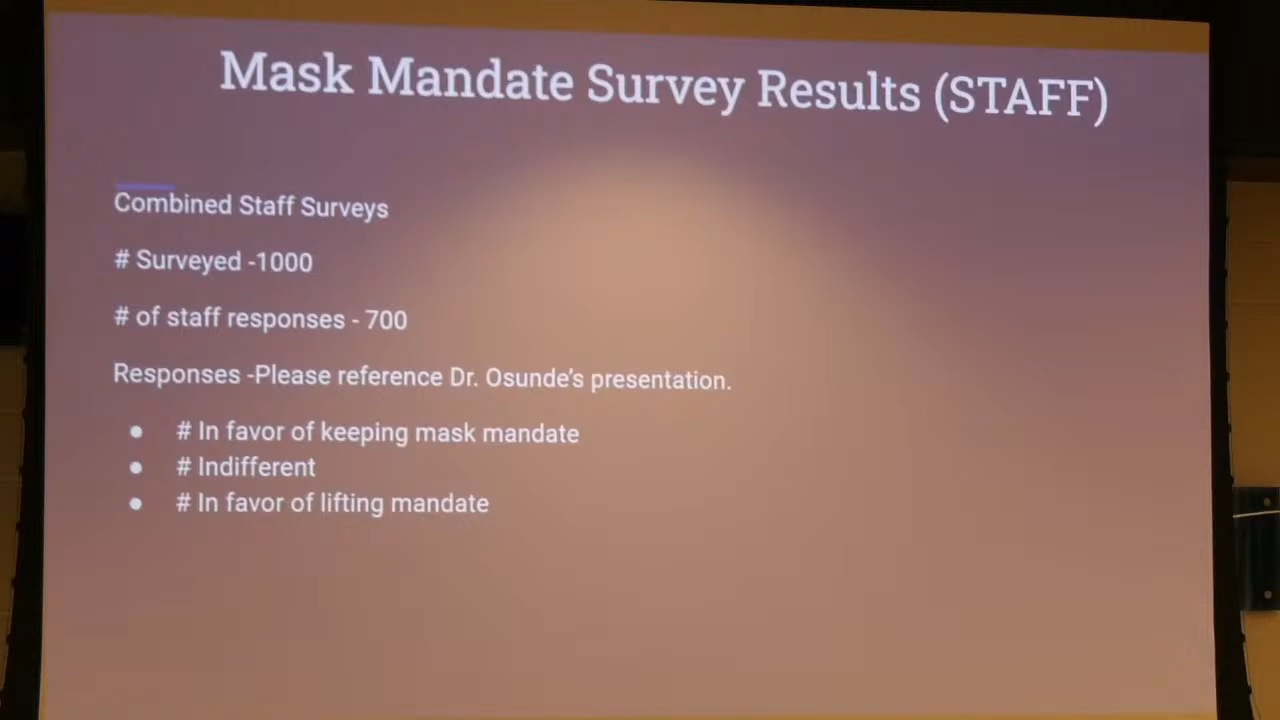 Mask Mandate Survey Results (STAFF)
Combined Staff Surveys
# Surveyed -1000
# of staff responses - 700
Responses -Please reference Dr. Osunde's presentation.
● # In favor of keeping mask mandate
● # Indifferent
● # In favor of lifting mandate